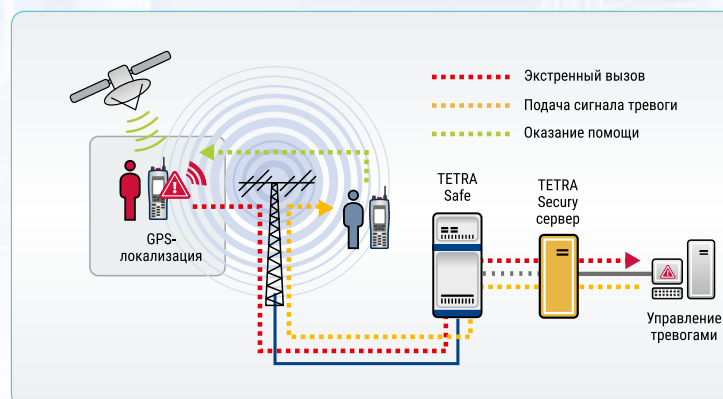 Экстренный вызов
Подача сигнала тревоги
Оказание помощи
TETRA
Safe
TETRA
Secury
сервер
GPS-
локализация
Управление
тревогами